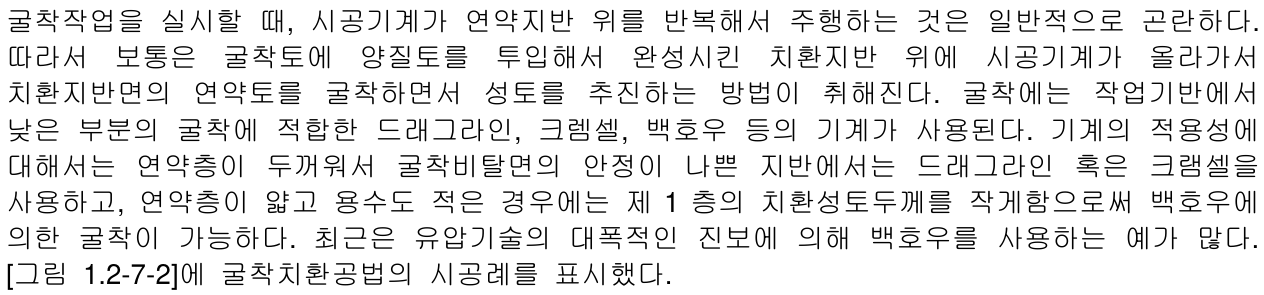 굴착작업을 실시할 때, 시공기계가 연약지반 위를 반복해서 주행하는 것은 일반적으로 곤란하다.
따라서 보통은 굴착토에 양질토를 투입해서 완성시킨 치환지반 위에 시공기계가 올라가서
치환지반면의 연약토를 굴착하면서 성토를 추진하는 방법이 취해진다. 굴착에는 작업기반에서
낮은 부분의 굴착에 적합한 드래그라인, 크렘셀, 백호우 등의 기계가 사용된다. 기계의 적용성에
대해서는 연약층이 두꺼워서 굴착비탈면의 안정이 나쁜 지반에서는 드래그라인 혹은 크램셀을
사용하고, 연약층이 얇고 용수도 적은 경우에는 제 1 층의 치환성토두께를 작게함으로써 백호우에
의한 굴착이 가능하다. 최근은 유압기술의 대폭적인 진보에 의해 백호우를 사용하는 예가 많다.
[그림 1.2-7-2]에 굴착치환공법의 시공례를 표시했다.